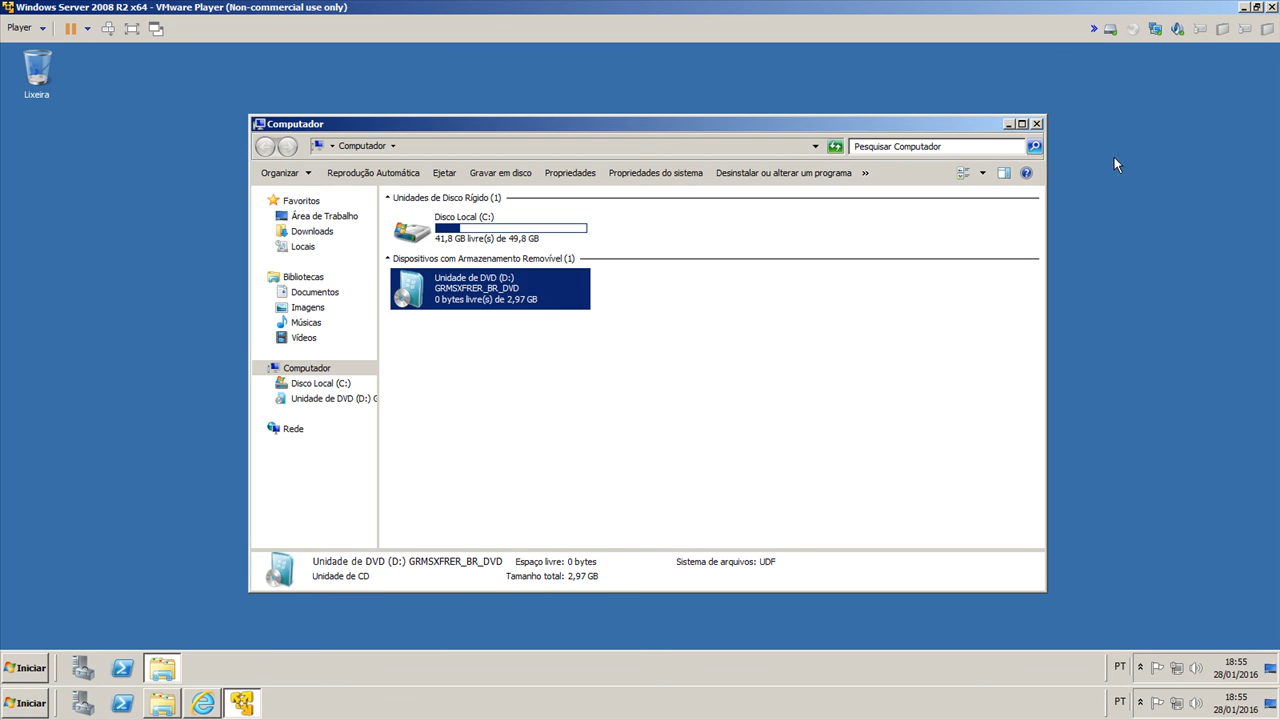 Windows Server 2008 R2 x64 - VMware Player (Non-commercial use only)
Player
Lixeira
Computador
Computador
Pesquisar Computador
Organizar Reprodução Automática Ejetar Gravar em disco Propriedades Propriedades do sistema Desinstalar ou alterar um programa »
Favoritos
Área de Trabalho
Downloads
Locais
Bibliotecas
Documentos
Imagens
Músicas
Vídeos
Computador
Disco Local (C:)
Unidade de DVD (D:) G
Rede
Unidades de Disco Rígido (1)
Disco Local (C:)
41,8 GB livre(s) de 49,8 GB
Dispositivos com Armazenamento Removível (1)
Unidade de DVD (D:)
GRMSXFRER_BR_DVD
0 bytes livre(s) de 2,97 GB
Unidade de DVD (D:) GRMSXFRER_BR_DVD Espaço livre: 0 bytes Sistema de arquivos: UDF
Unidade de CD Tamanho total: 2,97 GB
Iniciar PT 18:55
28/01/2016
Iniciar PT 18:55
28/01/2016